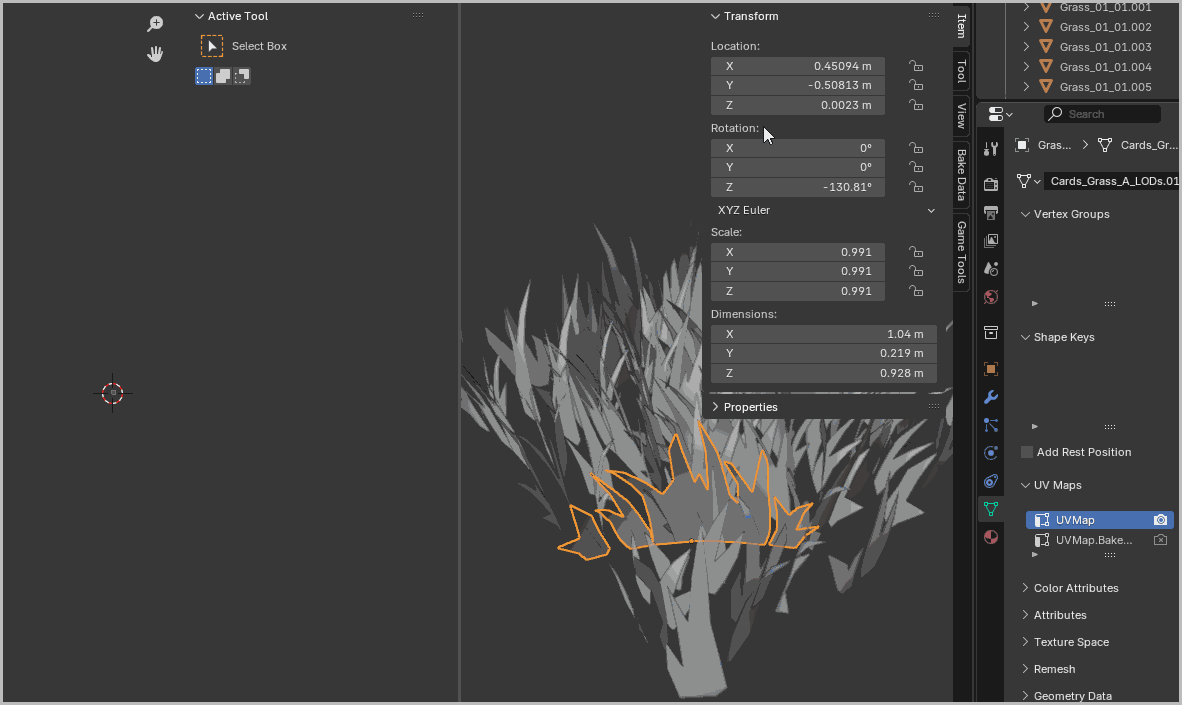 Active Tool
Select Box
Transform
Location:
X 0.45094 m
Y -0.50813 m
Z 0.0023 m
Rotation:
X 0°
Y 0°
Z -130.81°
XYZ Euler
Scale:
X 0.991
Y 0.991
Z 0.991
Dimensions:
X 1.04 m
Y 0.219 m
Z 0.928 m
Properties
Item
Tool
View
Bake Data
Game Tools
Grass_01_01.001
Grass_01_01.002
Grass_01_01.003
Grass_01_01.004
Grass_01_01.005
Search
Gras... Cards_Gr...
Cards_Grass_A_LODs.01
Vertex Groups
Shape Keys
Add Rest Position
UV Maps
UVMap
UVMap.Bake...
Color Attributes
Attributes
Texture Space
Remesh
Geometry Data